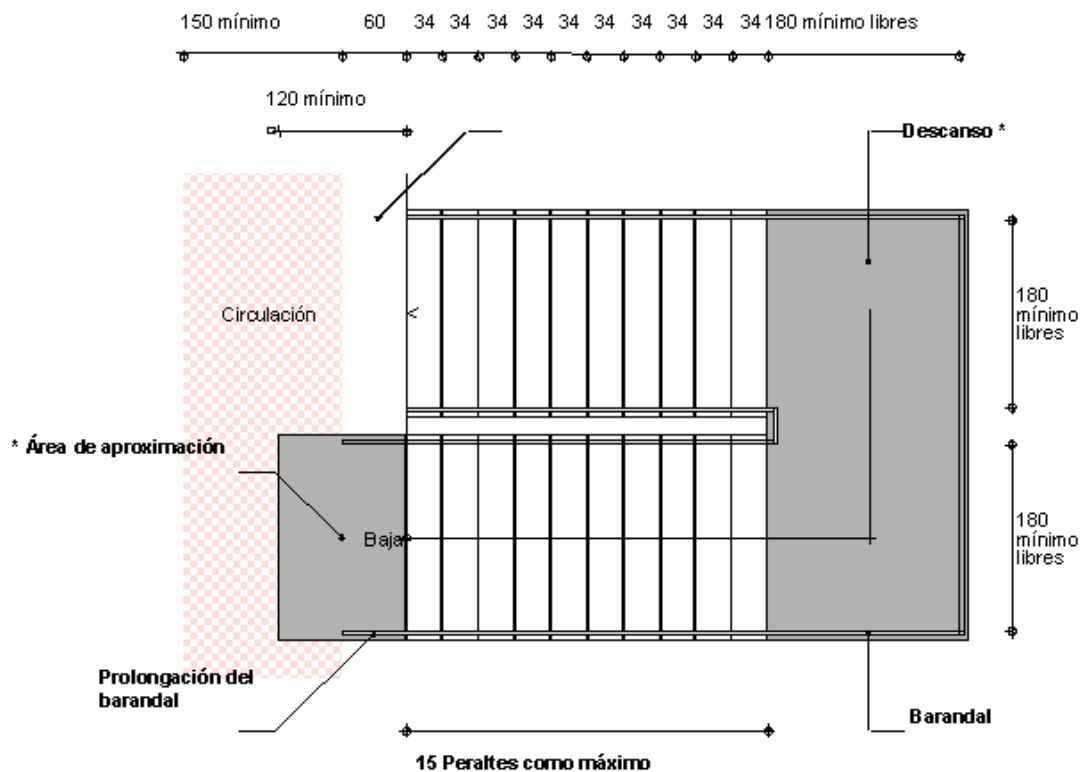 150 mínimo 60 34 34 34 34 34 34 34 34 34 34 180 mínimo libres
120 mínimo
Descanso *
Circulación
<
180
mínimo
libres
* Área de aproximación
Baja
180
mínimo
libres
Prolongación del
barandal
Barandal
15 Peraltes como máximo